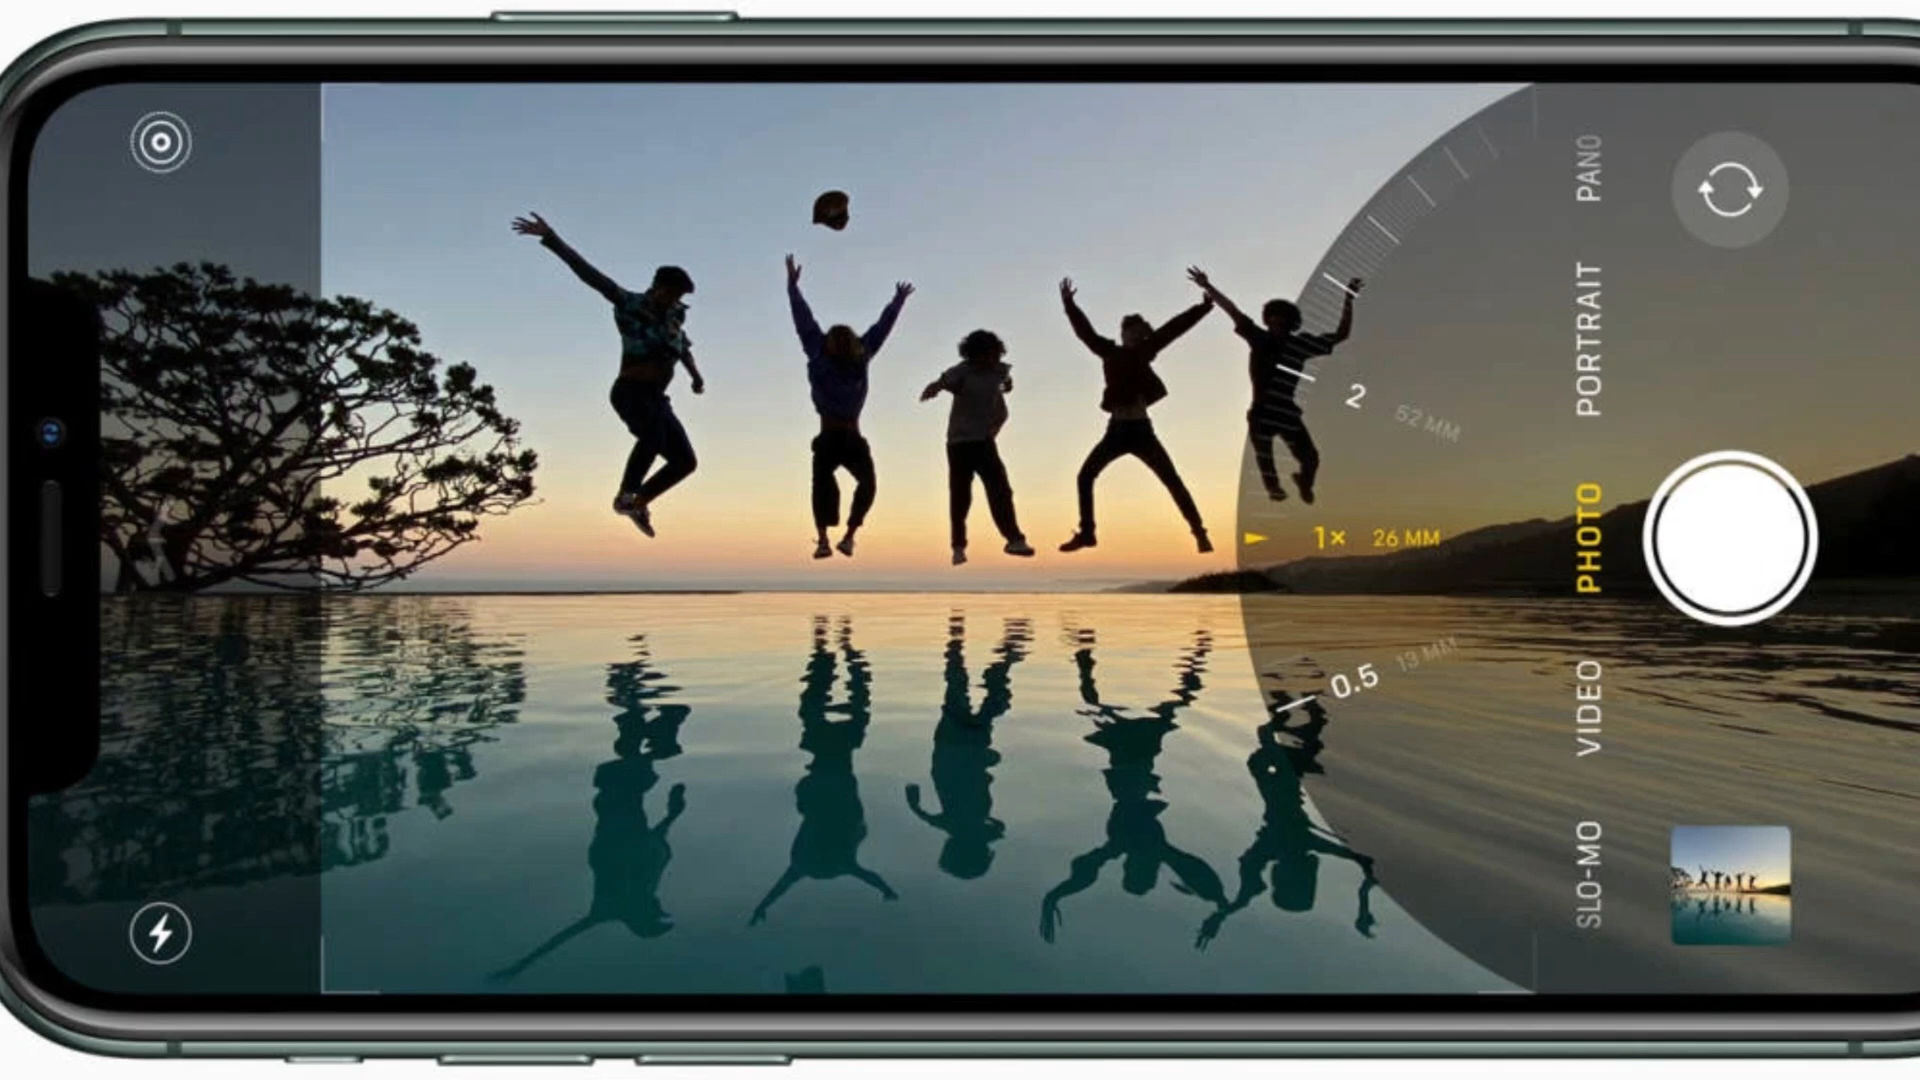 PANO
PORTRAIT
PHOTO
VIDEO
SLO-MO
2 52 MM
1× 26 MM
0.5 13 MM